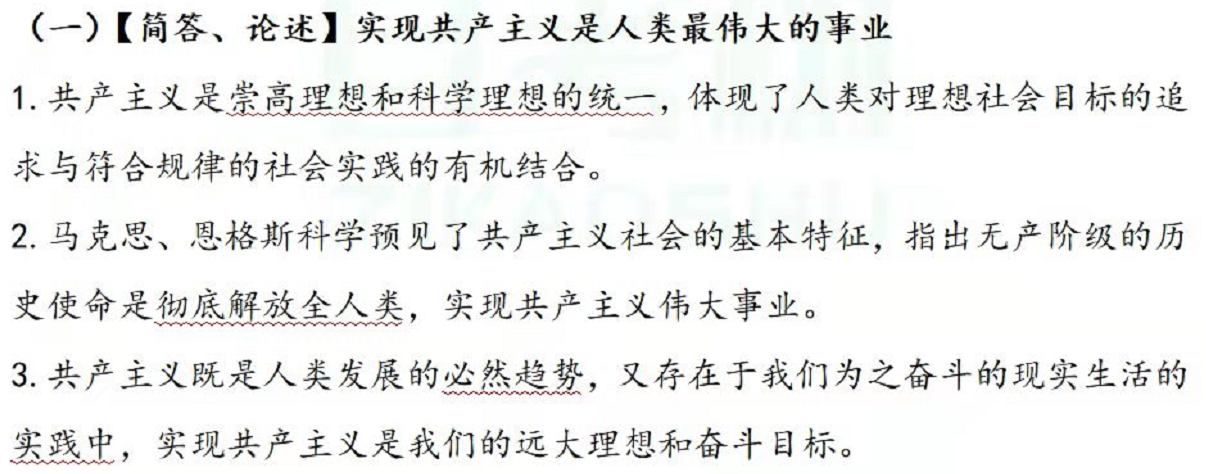 （一）【简答、论述】实现共产主义是人类最伟大的事业
1. 共产主义是崇高理想和科学理想的统一，体现了人类对理想社会目标的追
求与符合规律的社会实践的有机结合。
2. 马克思、恩格斯科学预见了共产主义社会的基本特征，指出无产阶级的历
史使命是彻底解放全人类，实现共产主义伟大事业。
3. 共产主义既是人类发展的必然趋势，又存在于我们为之奋斗的现实生活的
实践中，实现共产主义是我们的远大理想和奋斗目标。